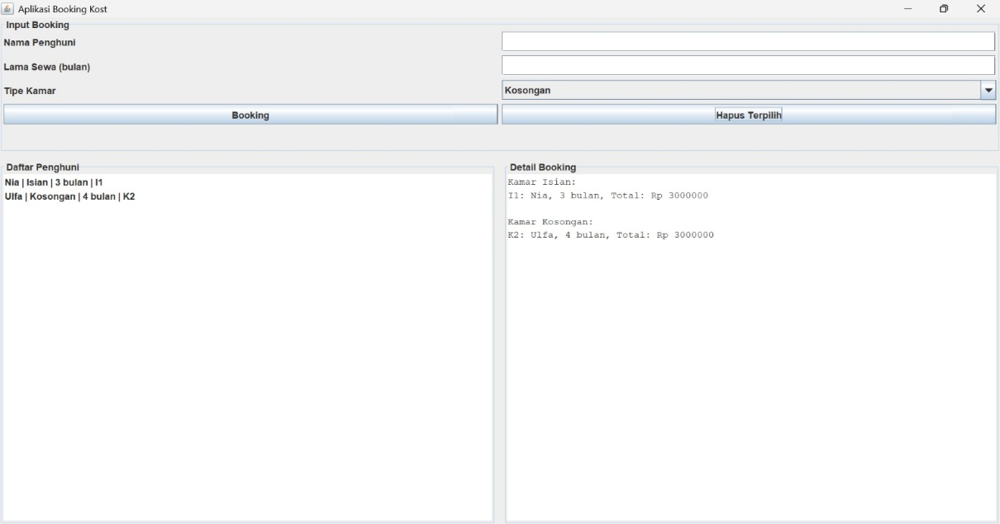 Aplikasi Booking Kost
Input Booking
Nama Penghuni
Lama Sewa (bulan)
Tipe Kamar
Kosongan
Booking
Hapus Terpilih
Daftar Penghuni
Nia | Isian | 3 bulan | I1
Ulfa | Kosongan | 4 bulan | K2
Detail Booking
Kamar Isian:
I1: Nia, 3 bulan, Total: Rp 3000000
Kamar Kosongan:
K2: Ulfa, 4 bulan, Total: Rp 3000000